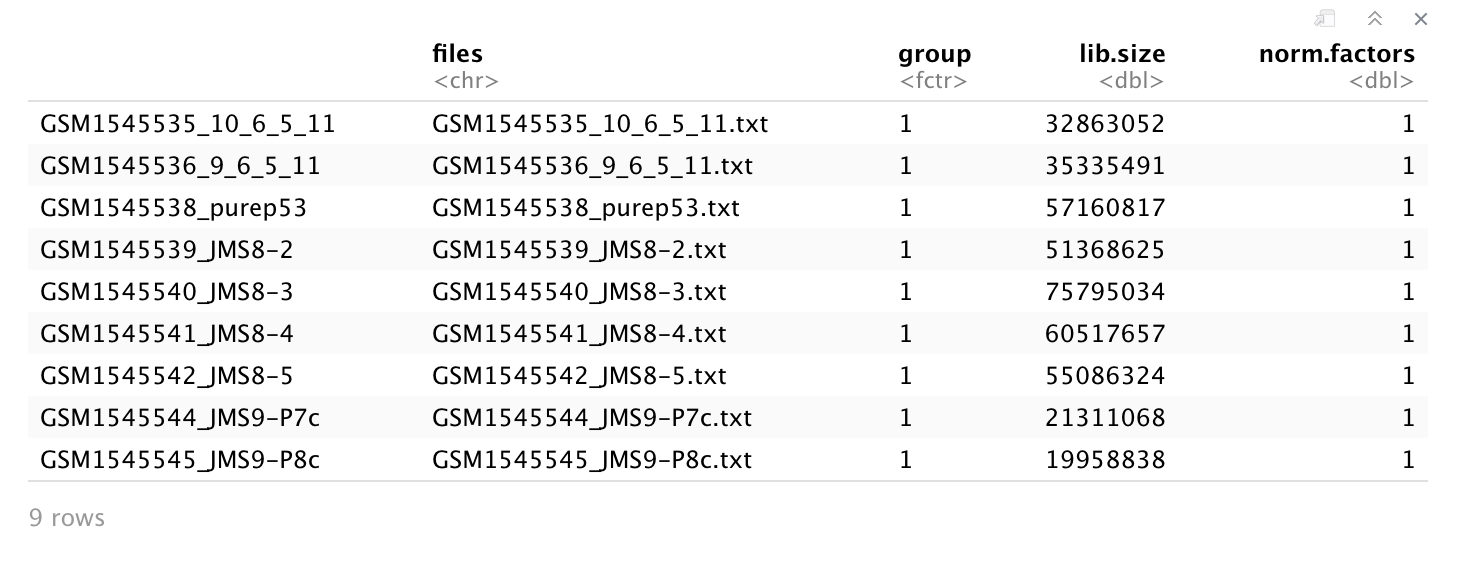 files group lib.size norm.factors
<chr> <fctr> <dbl> <dbl>
GSM1545535_10_6_5_11 GSM1545535_10_6_5_11.txt 1 32863052 1
GSM1545536_9_6_5_11 GSM1545536_9_6_5_11.txt 1 35335491 1
GSM1545538_purep53 GSM1545538_purep53.txt 1 57160817 1
GSM1545539_JMS8-2 GSM1545539_JMS8-2.txt 1 51368625 1
GSM1545540_JMS8-3 GSM1545540_JMS8-3.txt 1 75795034 1
GSM1545541_JMS8-4 GSM1545541_JMS8-4.txt 1 60517657 1
GSM1545542_JMS8-5 GSM1545542_JMS8-5.txt 1 55086324 1
GSM1545544_JMS9-P7c GSM1545544_JMS9-P7c.txt 1 21311068 1
GSM1545545_JMS9-P8c GSM1545545_JMS9-P8c.txt 1 19958838 1
9 rows